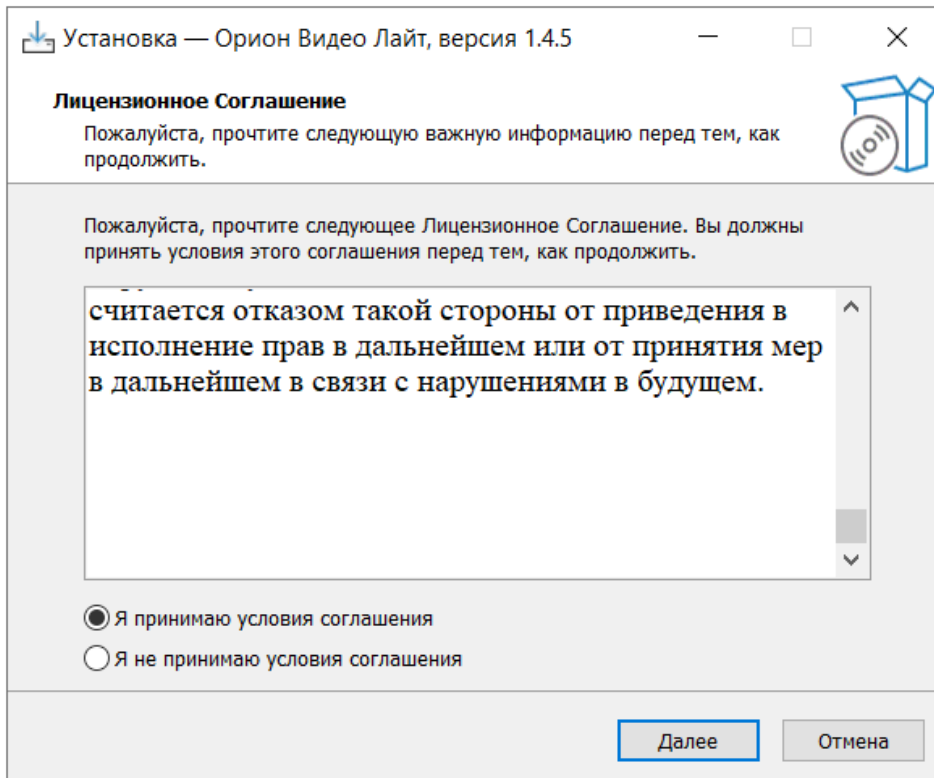 Установка — Орион Видео Лайт, версия 1.4.5
Лицензионное Соглашение
Пожалуйста, прочтите следующую важную информацию перед тем, как
продолжить.
Пожалуйста, прочтите следующее Лицензионное Соглашение. Вы должны
принять условия этого соглашения перед тем, как продолжить.
считается отказом такой стороны от приведения в
исполнение прав в дальнейшем или от принятия мер
в дальнейшем в связи с нарушениями в будущем.
Я принимаю условия соглашения
Я не принимаю условия соглашения
Далее
Отмена